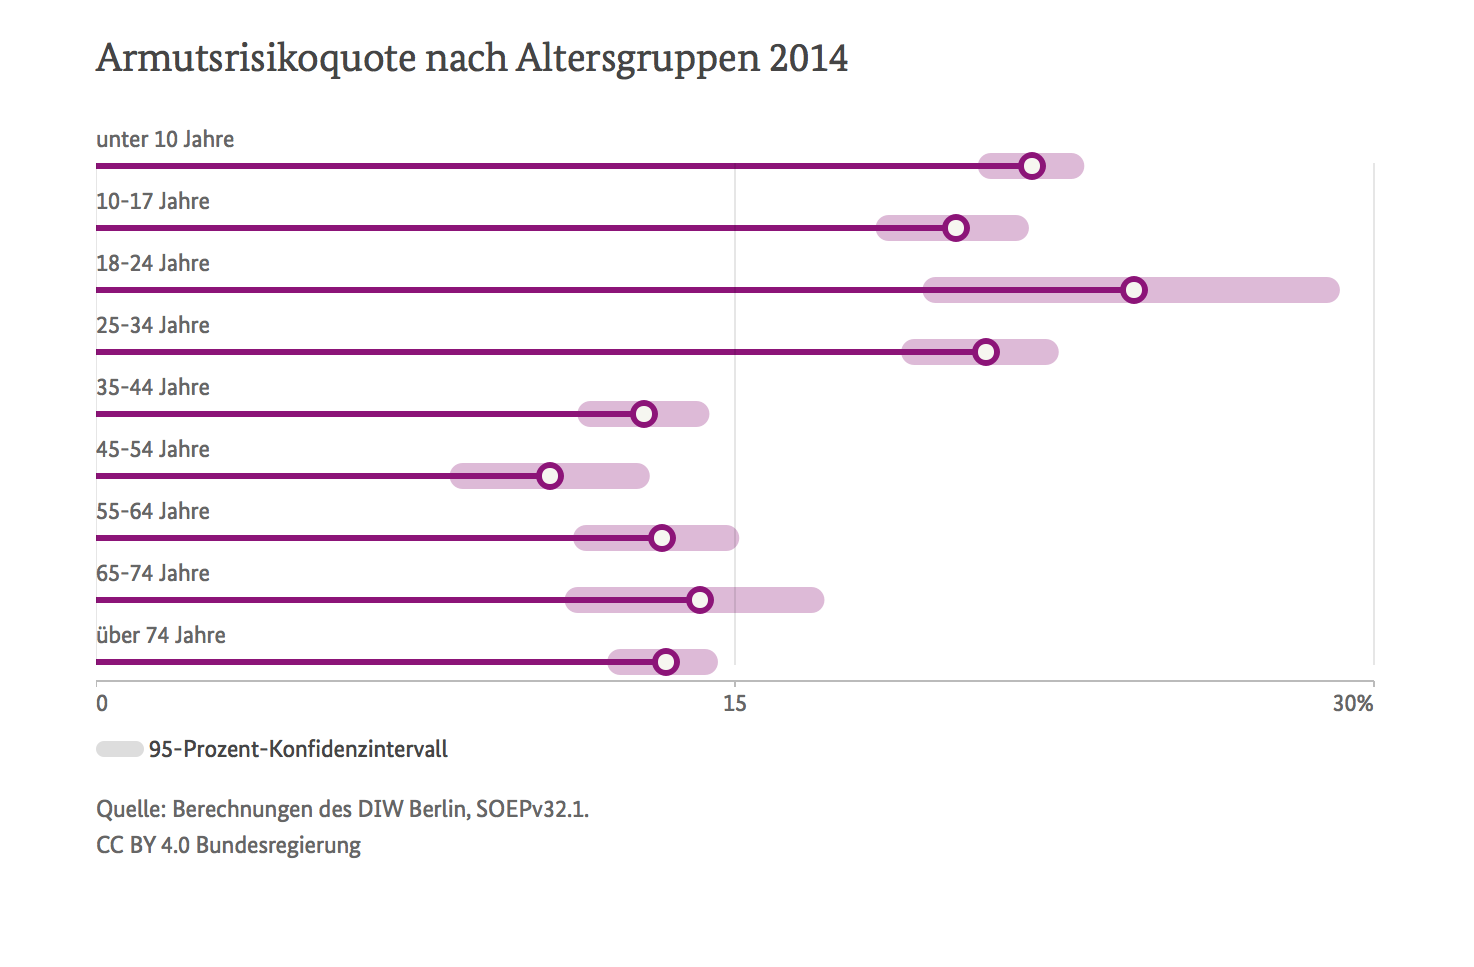 Armutsrisikoquote nach Altersgruppen 2014
unter 10 Jahre
10-17 Jahre
18-24 Jahre
25-34 Jahre
35-44 Jahre
45-54 Jahre
55-64 Jahre
65-74 Jahre
über 74 Jahre
0 15 30%
95-Prozent-Konfidenzintervall
Quelle: Berechnungen des DIW Berlin, SOEPv32.1.
CC BY 4.0 Bundesregierung